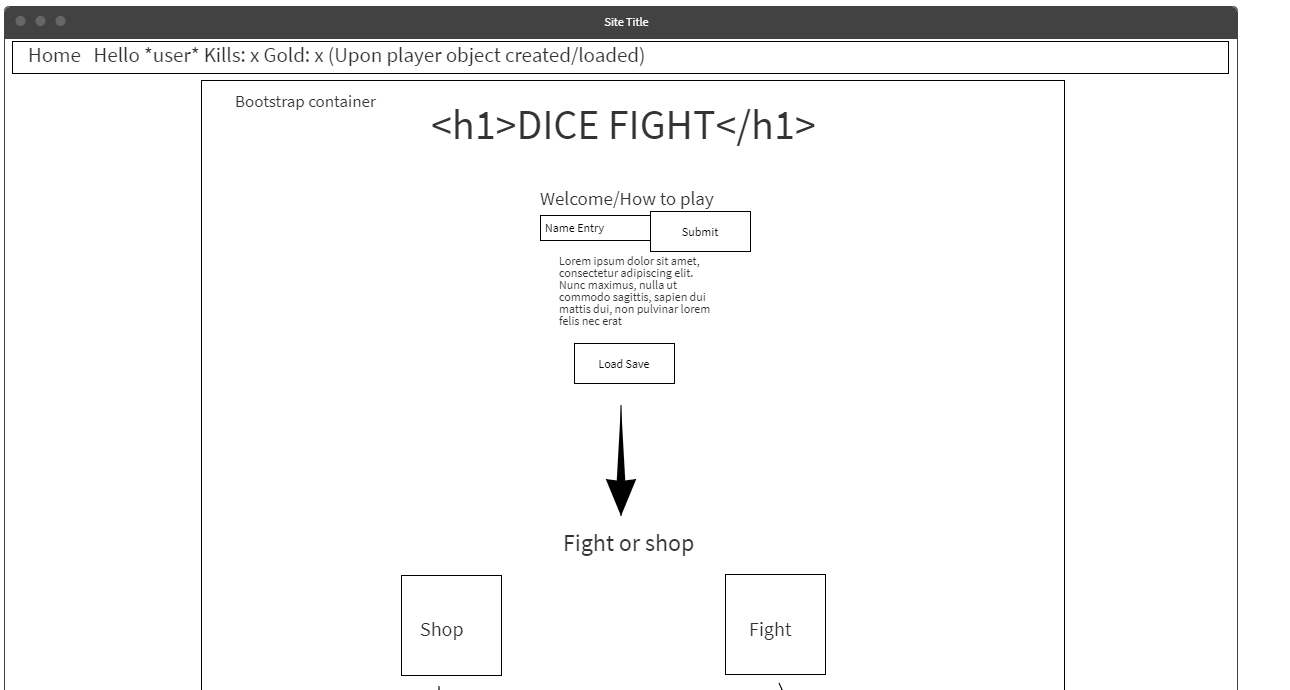 Site Title
Home Hello *user* Kills: x Gold: x (Upon player object created/loaded)
Bootstrap container
<h1>DICE FIGHT</h1>
Welcome/How to play
Name Entry
Submit
Lorem ipsum dolor sit amet,
consectetur adipiscing elit.
Nunc maximus, nulla ut
commodo sagittis, sapien dui
mattis dui, non pulvinar lorem
felis nec erat
Load Save
Fight or shop
Shop
Fight